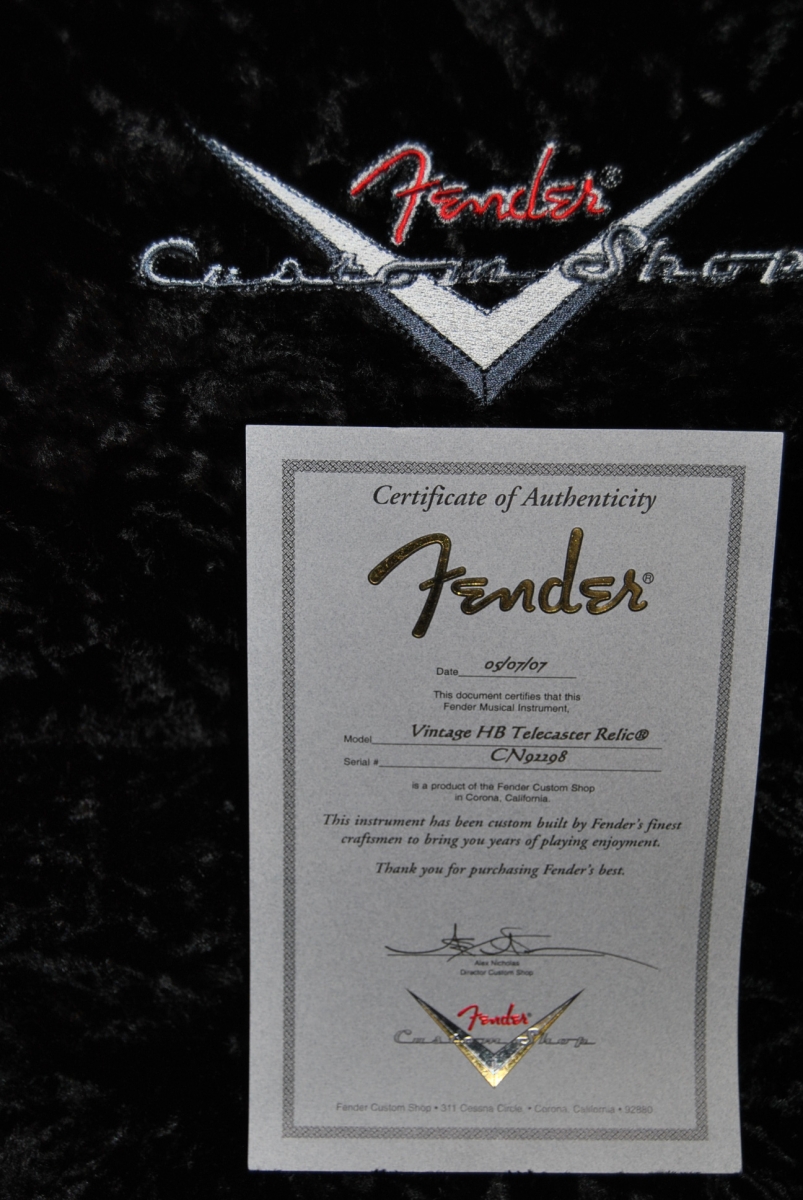 Fender®
Custom Shop
Certificate of Authenticity
Fender®
Date 05/07/07
This document certifies that this
Fender Musical Instrument,
Model Vintage HB Telecaster Relic®
Serial # CN92298
is a product of the Fender Custom Shop
in Corona, California.
This instrument has been custom built by Fender's finest
craftsmen to bring you years of playing enjoyment.
Thank you for purchasing Fender's best.
Alex Nicholas
Director Custom Shop
Fender®
Custom Shop
Fender Custom Shop • 311 Cessna Circle • Corona, California • 92880